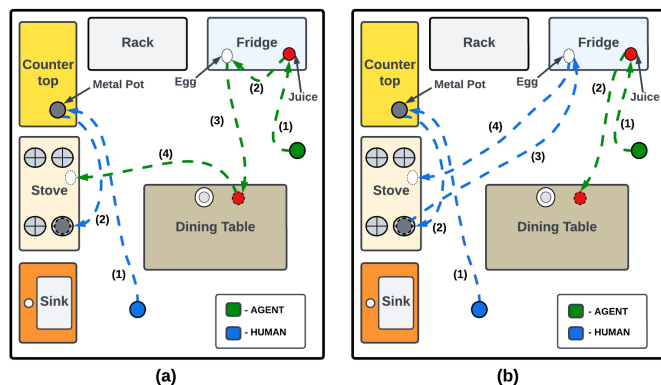 Rack
Fridge
Counter
top
Metal Pot
Egg
Juice
(2)
(1)
(3)
(4)
Stove
(2)
Dining Table
(1)
Sink
- AGENT
- HUMAN
(a)
Rack
Fridge
Counter
top
Metal Pot
Egg
Juice
(2)
(1)
(4)
(3)
Stove
(2)
Dining Table
(1)
Sink
- AGENT
- HUMAN
(b)